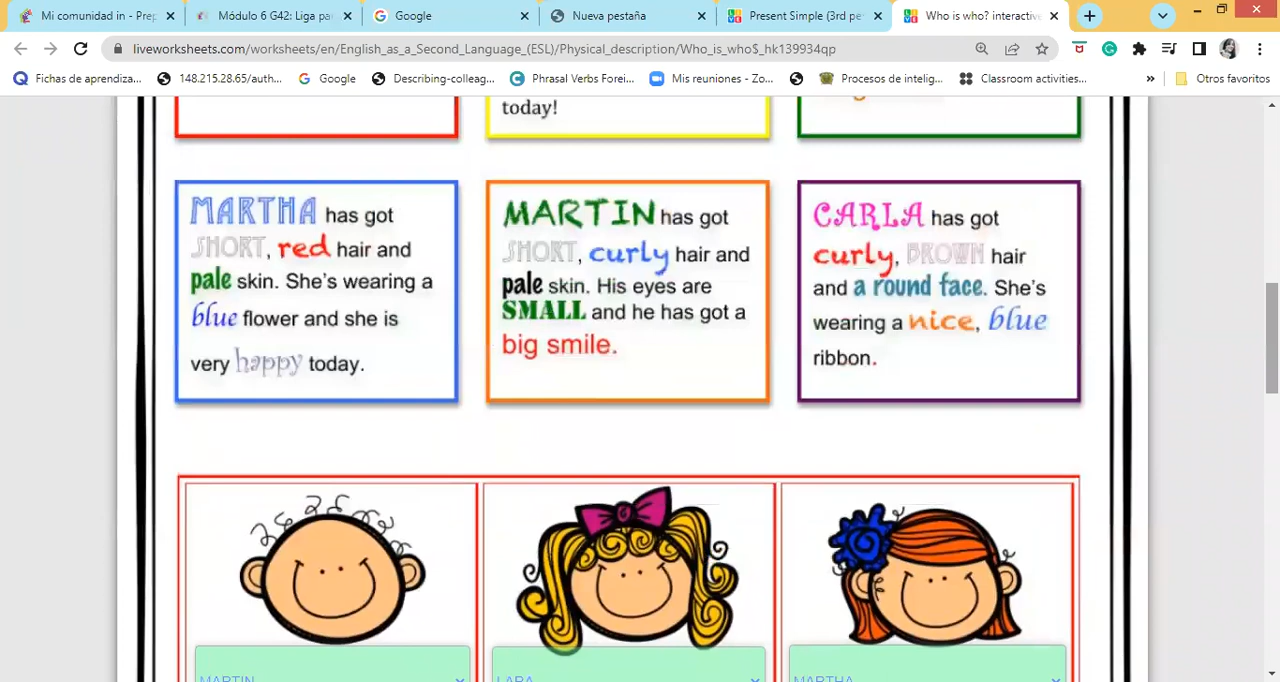 Mi comunidad in - Prep
Módulo 6 G42: Liga par
Google
Nueva pestaña
Present Simple (3rd pe
Who is who? interactive
liveworksheets.com/worksheets/en/English_as_a_Second_Language_(ESL)/Physical_description/Who_is_who$_hk139934qp
Fichas de aprendiza...
148.215.28.65/auth...
Google
Describing-colleag...
Phrasal Verbs Forei...
Mis reuniones - Zo...
Procesos de intelig...
Classroom activities...
»
Otros favoritos
today!
MARTHA has got
SHORT, red hair and
pale skin. She's wearing a
blue flower and she is
very happy today.
MARTIN has got
SHORT, curly hair and
pale skin. His eyes are
SMALL and he has got a
big smile.
CARLA has got
curly, BROWN hair
and a round face. She's
wearing a nice, blue
ribbon.
MARTIN
LARA
MARTHA